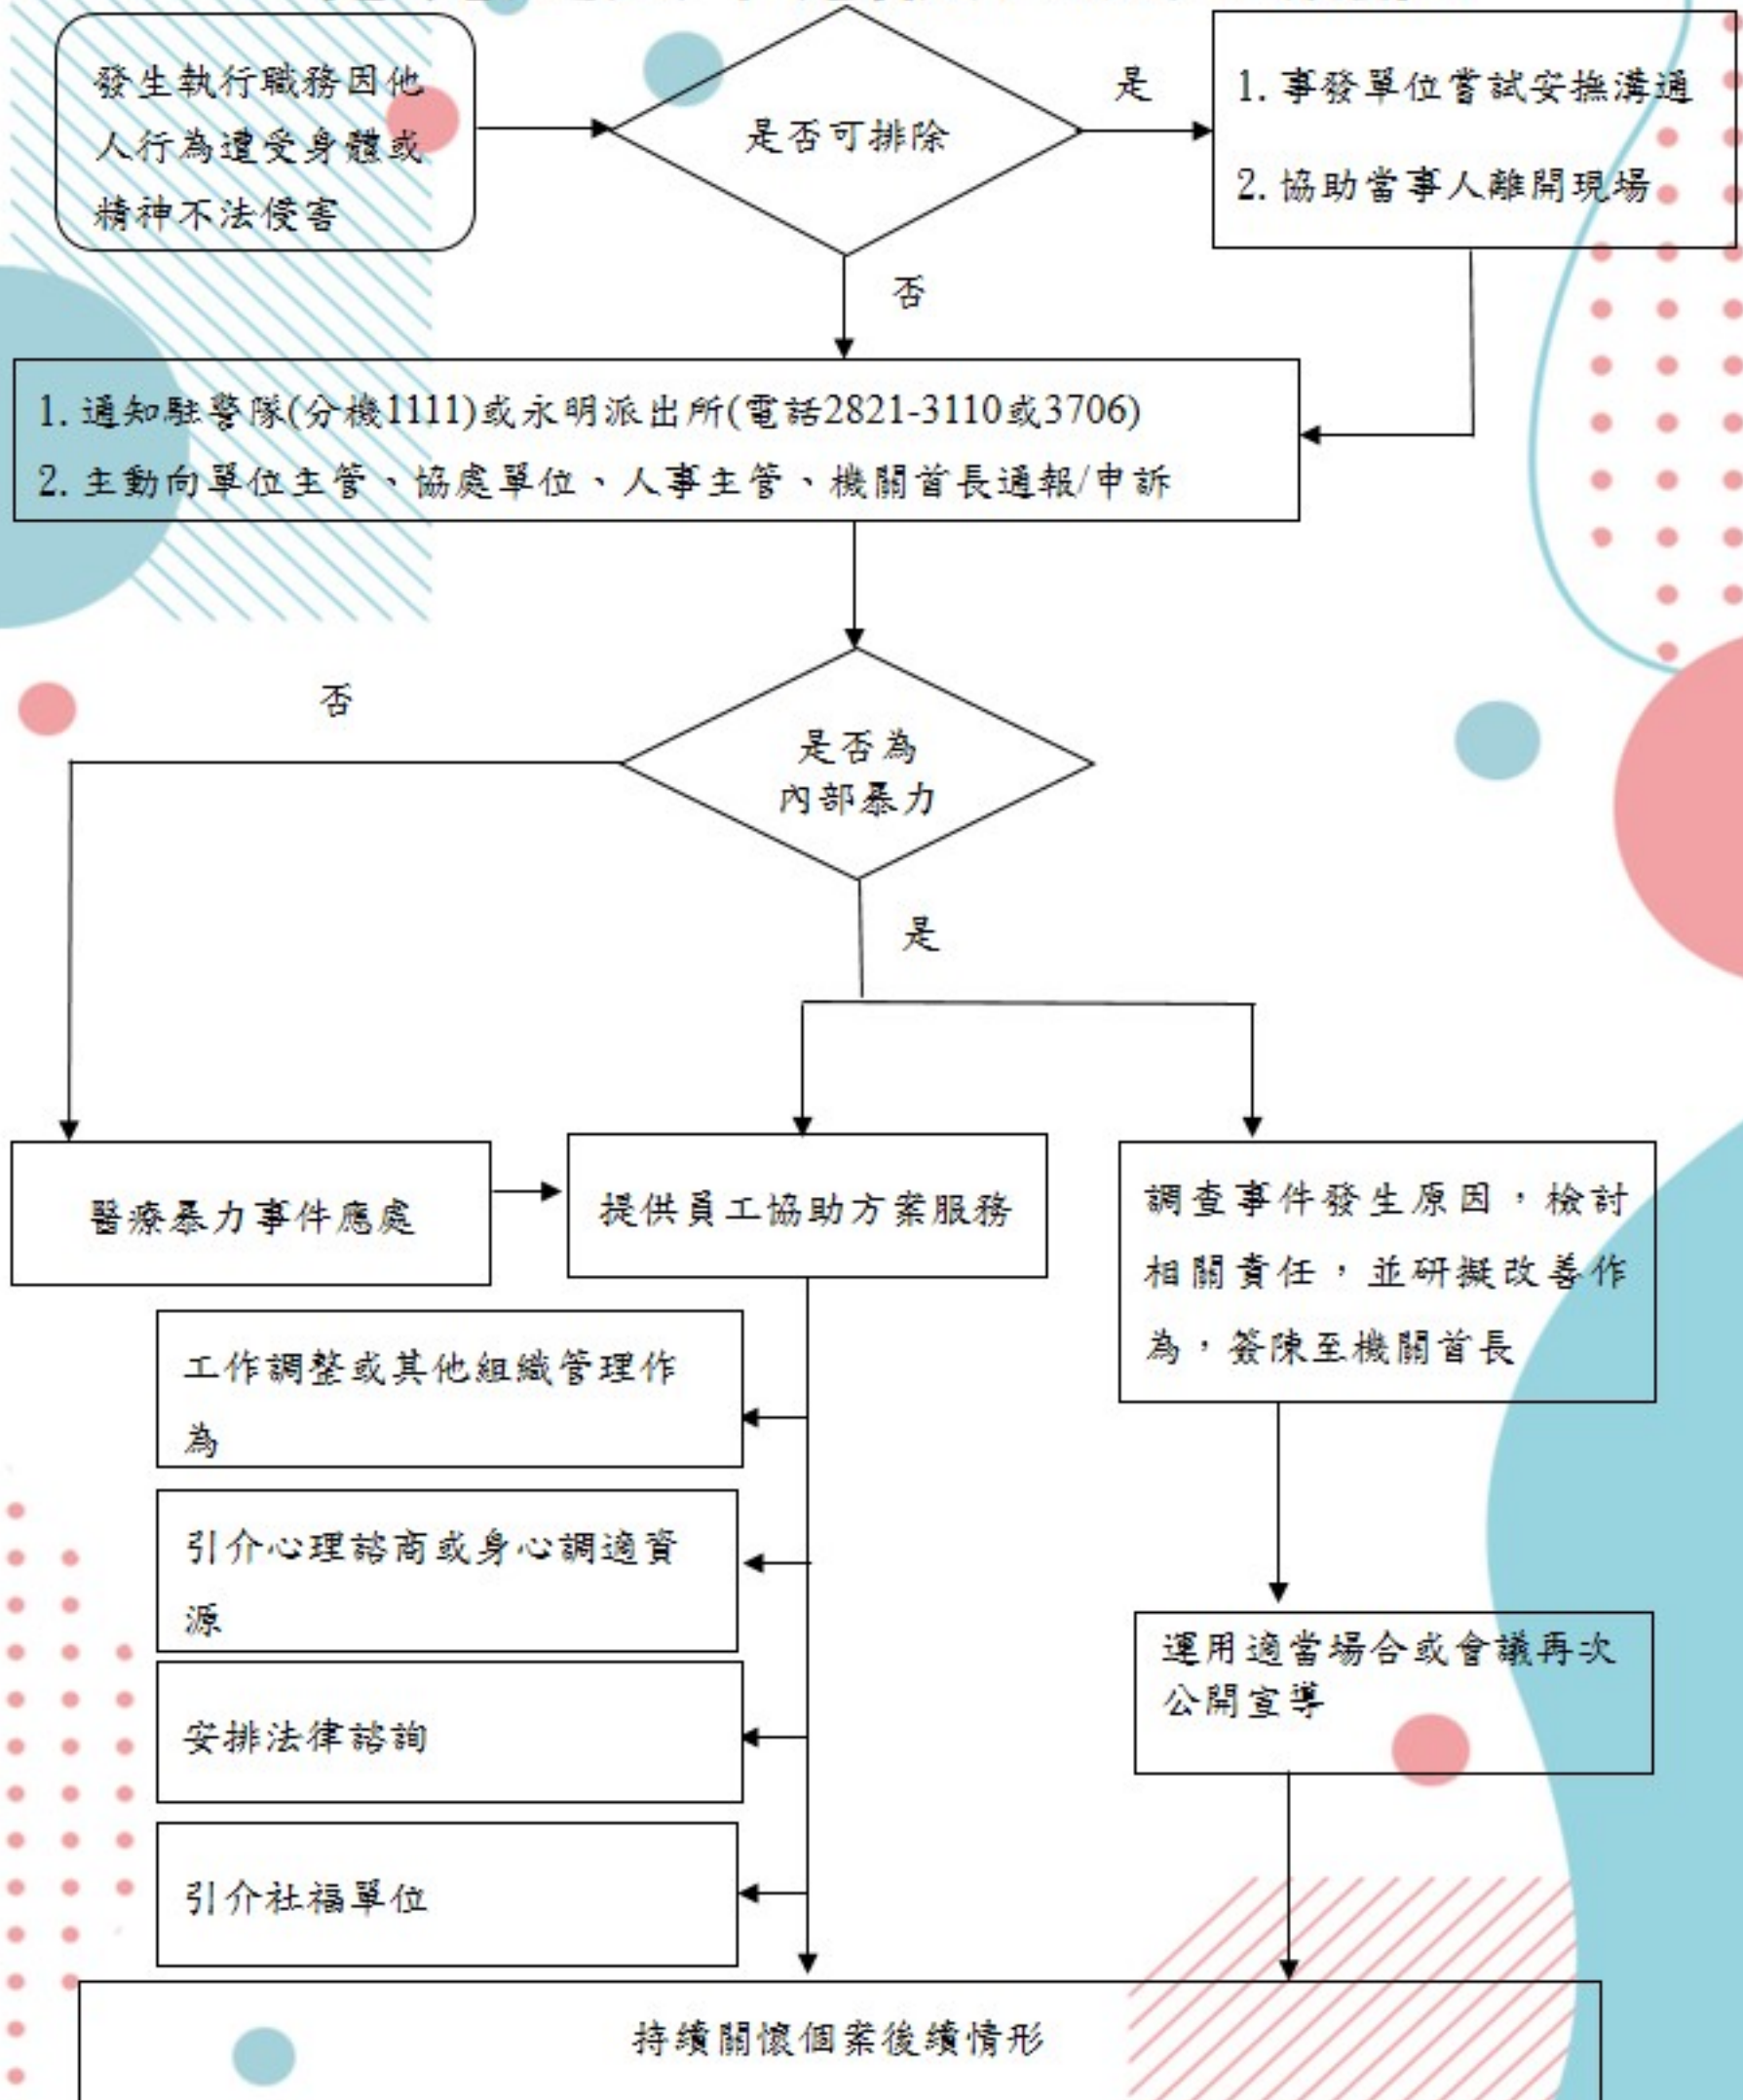 發生執行職務因他
人行為遭受身體或
精神不法侵害
是否可排除
是
1. 事發單位嘗試安撫溝通
2. 協助當事人離開現場
否
1. 通知駐警隊(分機1111)或永明派出所(電話2821-3110或3706)
2. 主動向單位主管、協處單位、人事主管、機關首長通報/申訴
否
是否為
內部暴力
是
醫療暴力事件應處
提供員工協助方案服務
調查事件發生原因，檢討
相關責任，並研擬改善作
為，簽陳至機關首長
工作調整或其他組織管理作
為
引介心理諮商或身心調適資
源
安排法律諮詢
引介社福單位
運用適當場合或會議再次
公開宣導
持續關懷個案後續情形